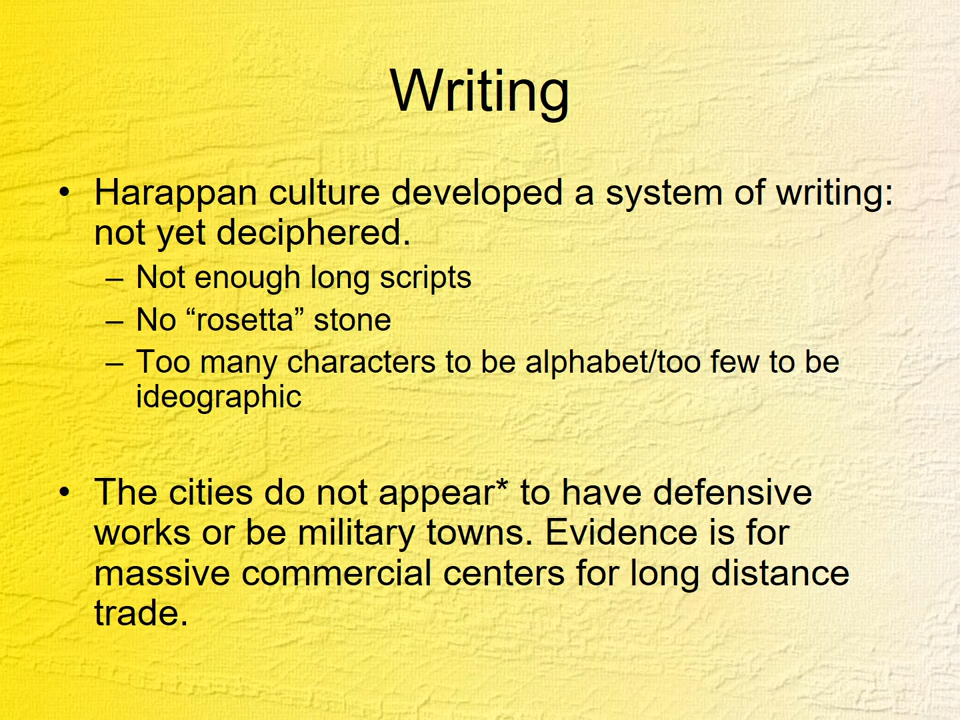 Writing
• Harappan culture developed a system of writing:
not yet deciphered.
– Not enough long scripts
– No “rosetta” stone
– Too many characters to be alphabet/too few to be
ideographic
• The cities do not appear* to have defensive
works or be military towns. Evidence is for
massive commercial centers for long distance
trade.